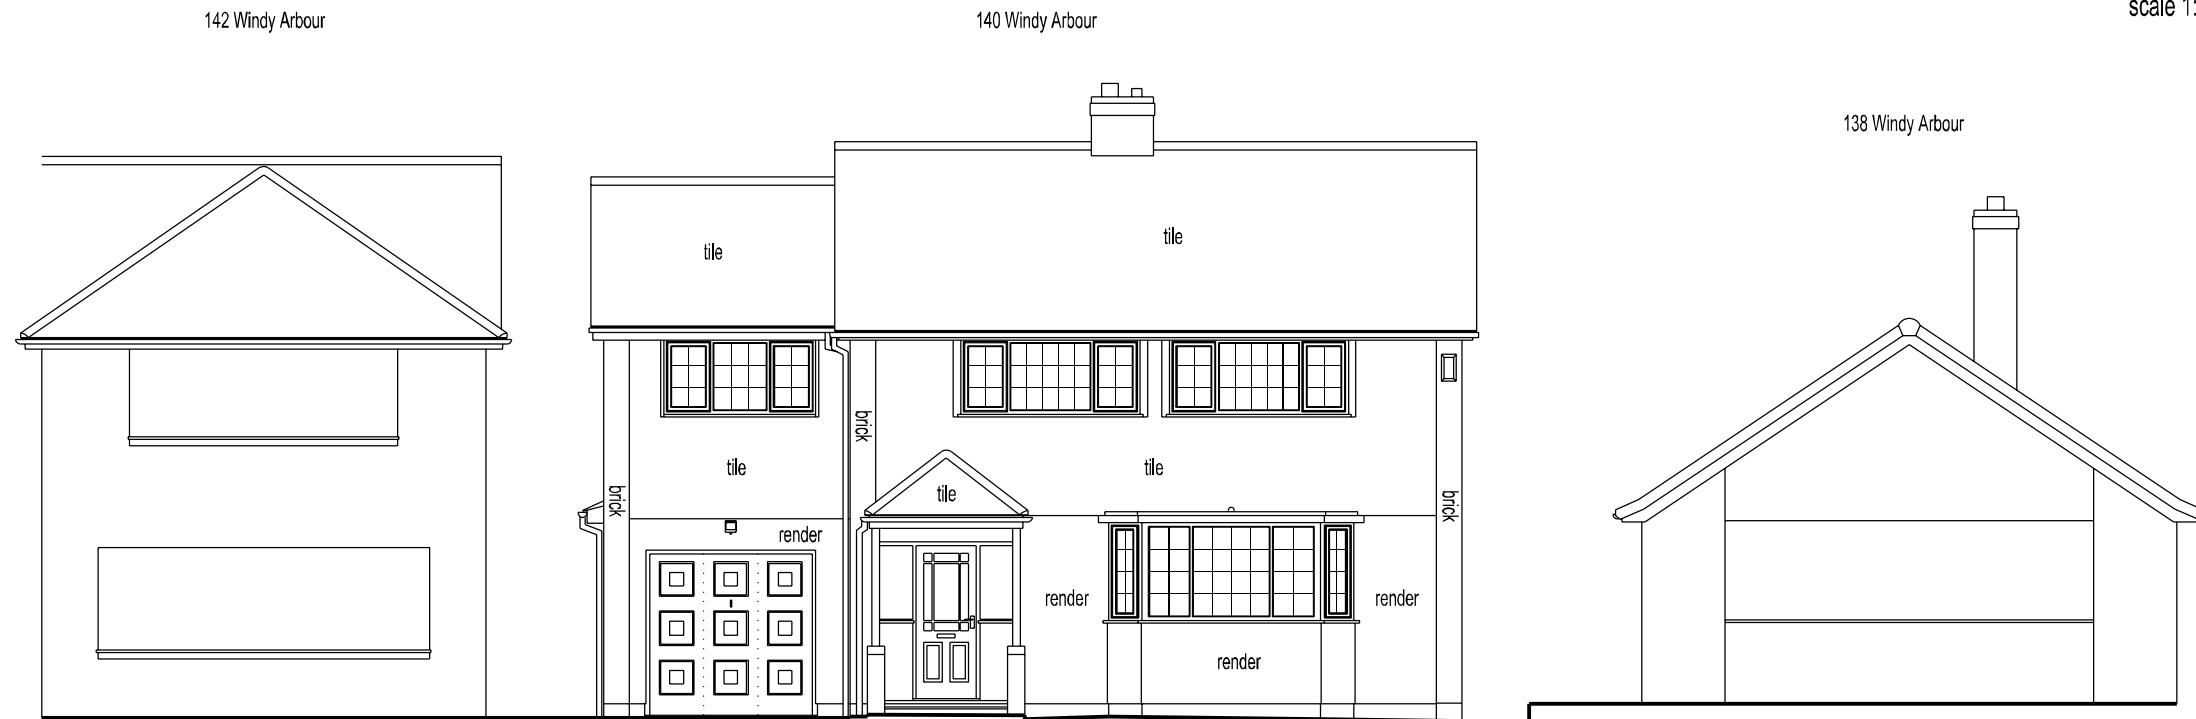 142 Windy Arbour
140 Windy Arbour
scale 1:
138 Windy Arbour
tile
tile
brick
tile
tile
tile
brick
brick
render
render
render
render